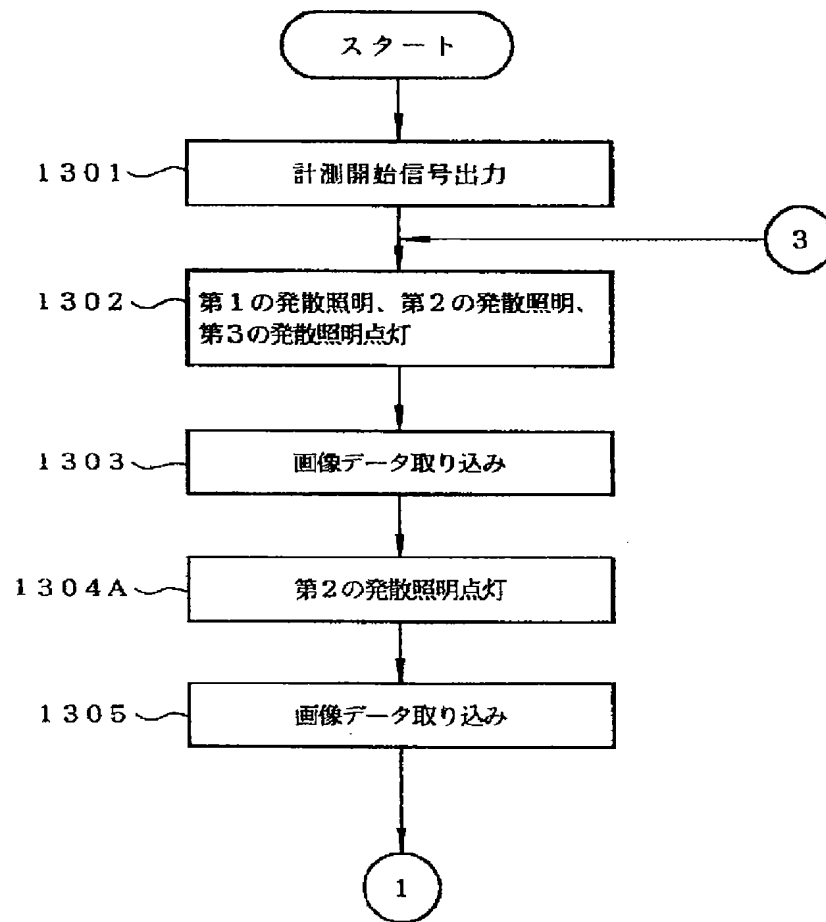 スタート
1301
計測開始信号出力
3
1302
第1の発散照明、第2の発散照明、
第3の発散照明点灯
1303
画像データ取り込み
1304A
第2の発散照明点灯
1305
画像データ取り込み
1